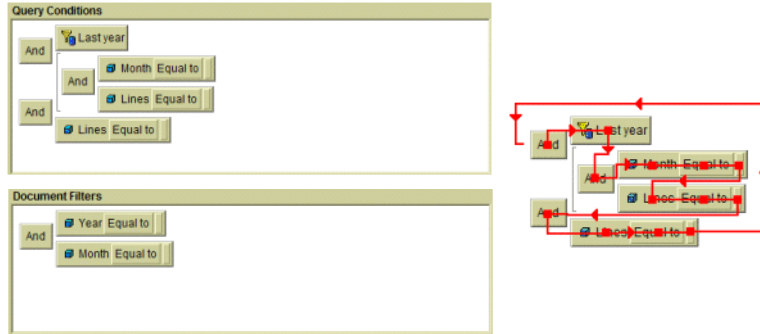 Query Conditions
And
Last year
And
Month Equal to
Lines Equal to
And
Lines Equal to
Document Filters
And
Year Equal to
Month Equal to
And
Last year
And
Month Equal to
Lines Equal to
And
Lines Equal to